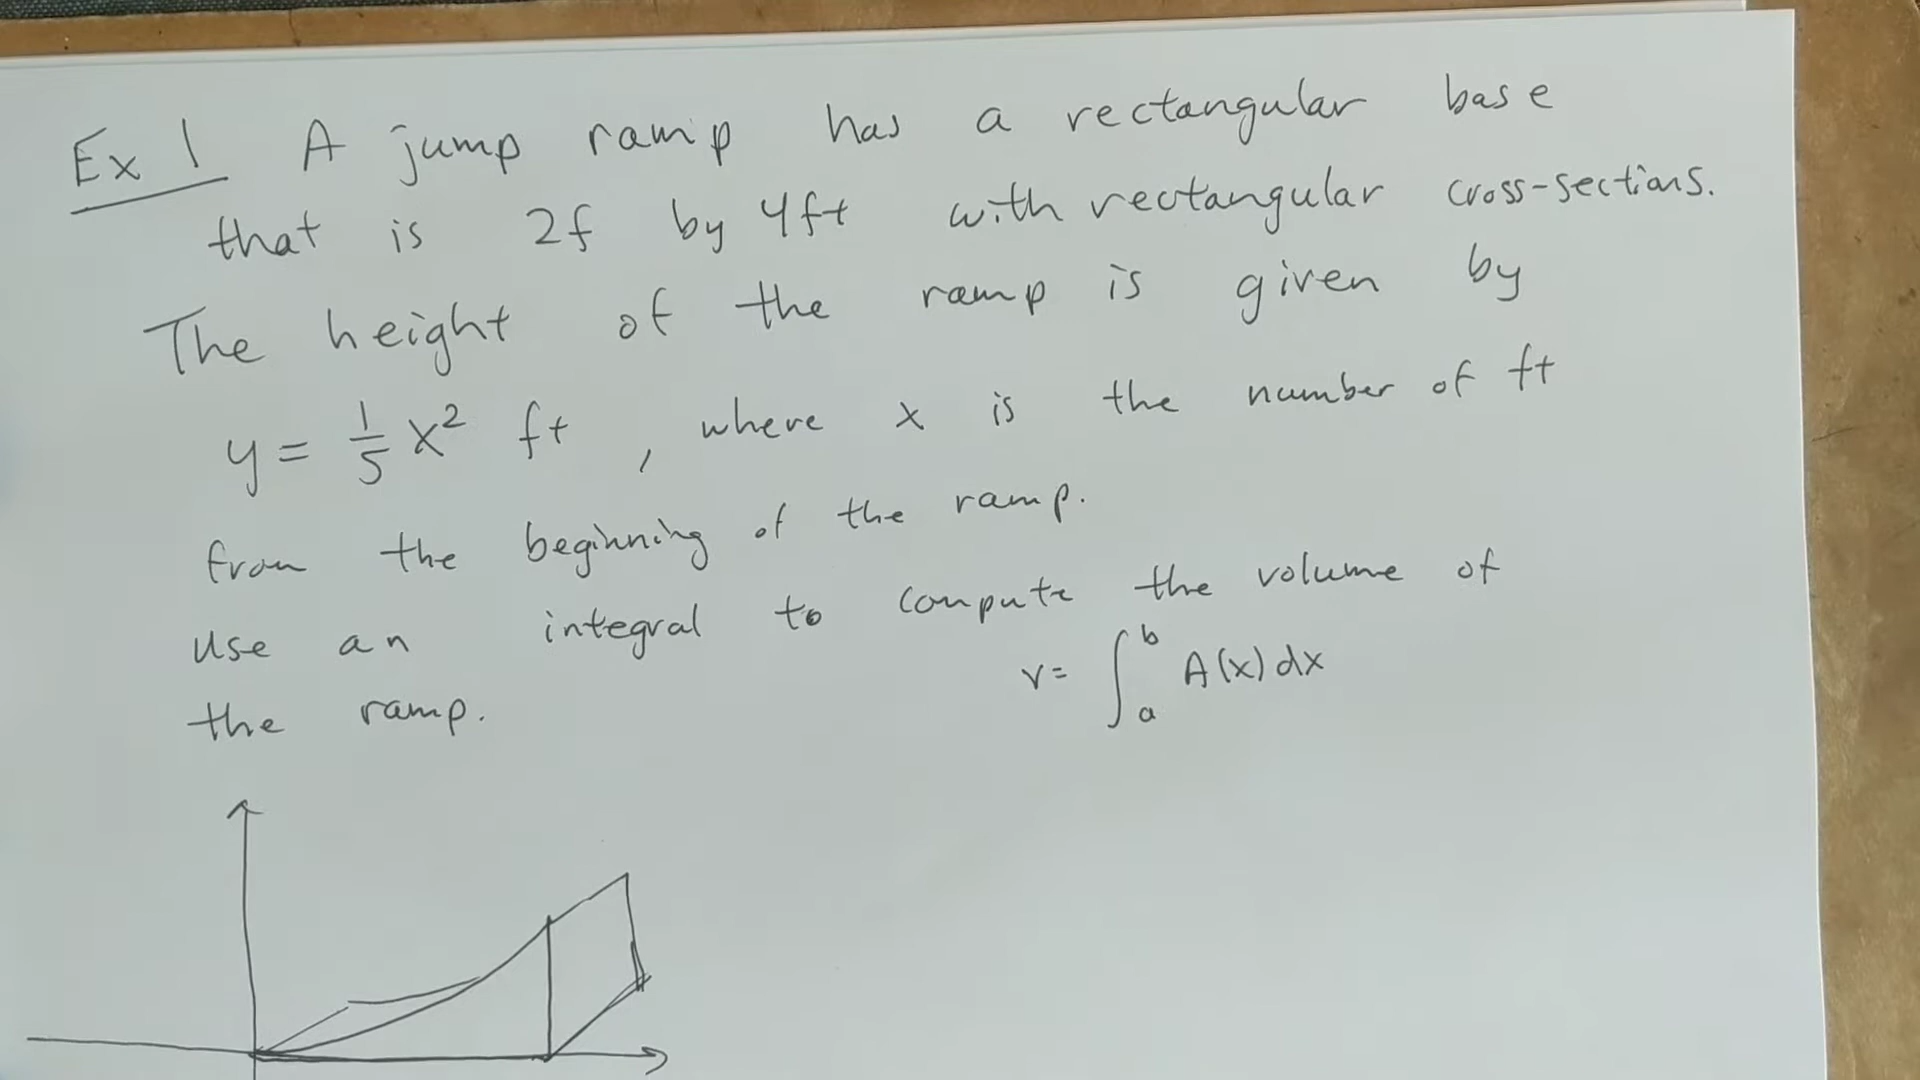 Ex 1 A jump ramp has a rectangular base
that is 2f by 4ft with rectangular cross-sections.
The height of the ramp is given by
y = 1/5 x² ft , where x is the number of ft
from the beginning of the ramp.
Use an integral to compute the volume of
the ramp.
V = ∫_a^b A(x) dx